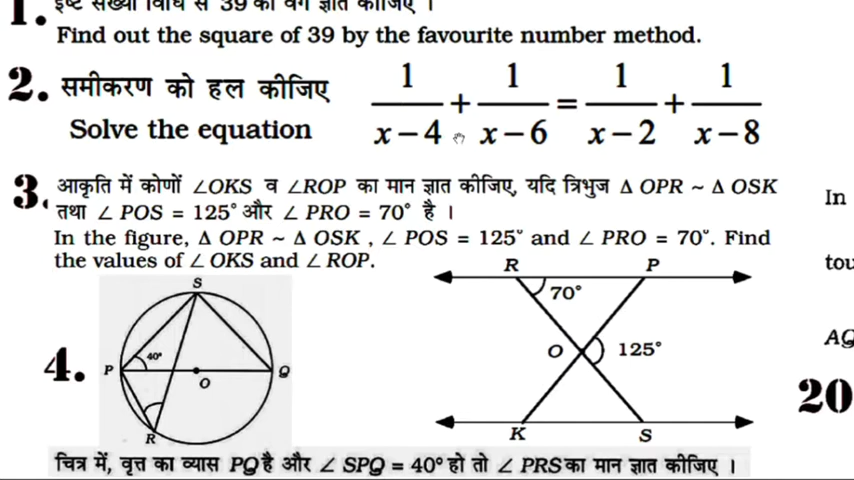 1. इष्ट संख्या विधि से 39 का वर्ग ज्ञात कीजिए ।
Find out the square of 39 by the favourite number method.
2. समीकरण को हल कीजिए
Solve the equation
1/(x – 4) + 1/(x – 6) = 1/(x – 2) + 1/(x – 8)
3. आकृति में कोणों ∠OKS व ∠ROP का मान ज्ञात कीजिए, यदि त्रिभुज Δ OPR ~ Δ OSK
तथा ∠ POS = 125° और ∠ PRO = 70° है ।
In the figure, Δ OPR ~ Δ OSK , ∠ POS = 125° and ∠ PRO = 70°. Find
the values of ∠ OKS and ∠ ROP.
R P
70°
O 125°
K S
4.
S
P 40° O Q
R
चित्र में, वृत्त का व्यास PQ है और ∠ SPQ = 40° हो तो ∠ PRS का मान ज्ञात कीजिए ।
In
tou
AQ
20